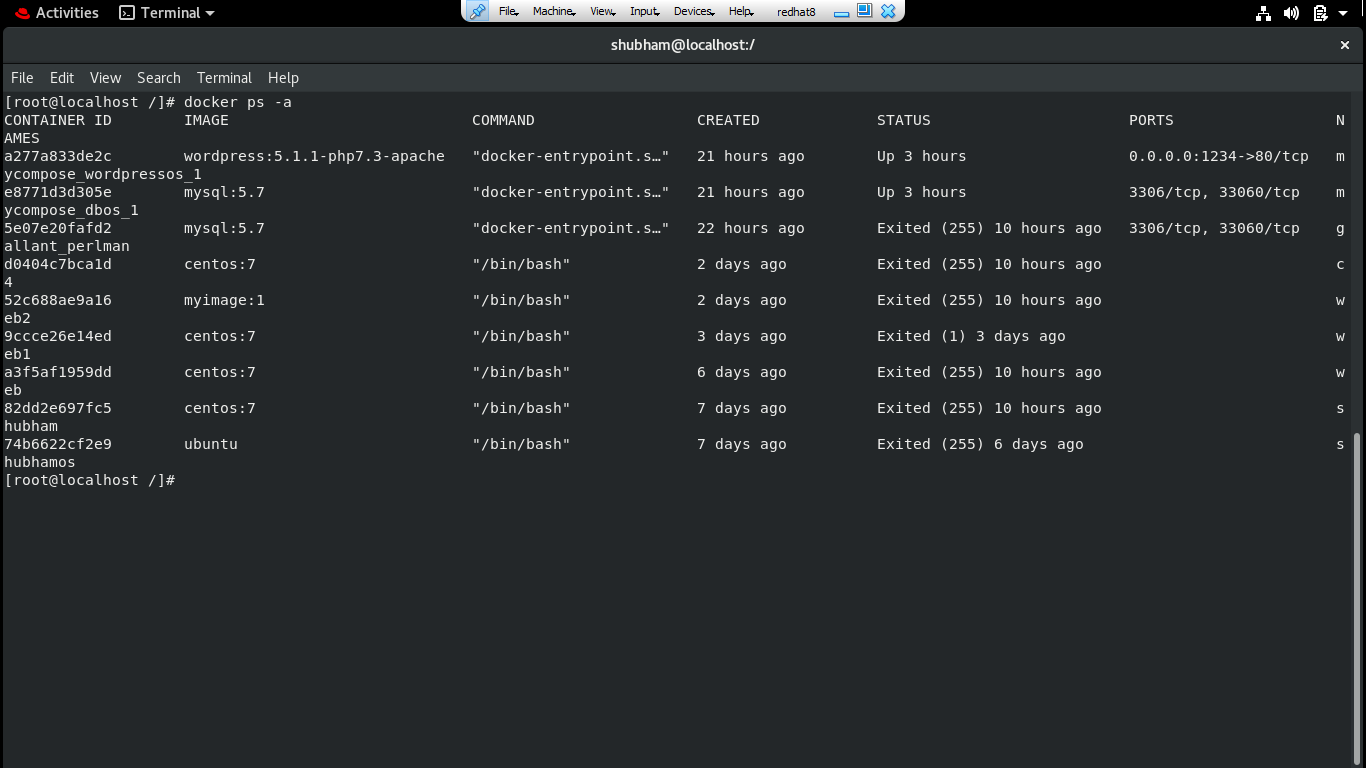 Activities Terminal File Machine View Input Devices Help redhat8
shubham@localhost:/
File Edit View Search Terminal Help
[root@localhost /]# docker ps -a
CONTAINER ID        IMAGE                           COMMAND                  CREATED             STATUS                      PORTS                  N
AMES
a277a833de2c        wordpress:5.1.1-php7.3-apache   "docker-entrypoint.s…"   21 hours ago        Up 3 hours                  0.0.0.0:1234->80/tcp   m
ycompose_wordpressos_1
e8771d3d305e        mysql:5.7                       "docker-entrypoint.s…"   21 hours ago        Up 3 hours                  3306/tcp, 33060/tcp    m
ycompose_dbos_1
5e07e20fafd2        mysql:5.7                       "docker-entrypoint.s…"   22 hours ago        Exited (255) 10 hours ago   3306/tcp, 33060/tcp    g
allant_perlman
d0404c7bca1d        centos:7                        "/bin/bash"              2 days ago          Exited (255) 10 hours ago                          c
4
52c688ae9a16        myimage:1                       "/bin/bash"              2 days ago          Exited (255) 10 hours ago                          w
eb2
9ccce26e14ed        centos:7                        "/bin/bash"              3 days ago          Exited (1) 3 days ago                              w
eb1
a3f5af1959dd        centos:7                        "/bin/bash"              6 days ago          Exited (255) 10 hours ago                          w
eb
82dd2e697fc5        centos:7                        "/bin/bash"              7 days ago          Exited (255) 10 hours ago                          s
hubham
74b6622cf2e9        ubuntu                          "/bin/bash"              7 days ago          Exited (255) 6 days ago                            s
hubhamos
[root@localhost /]#